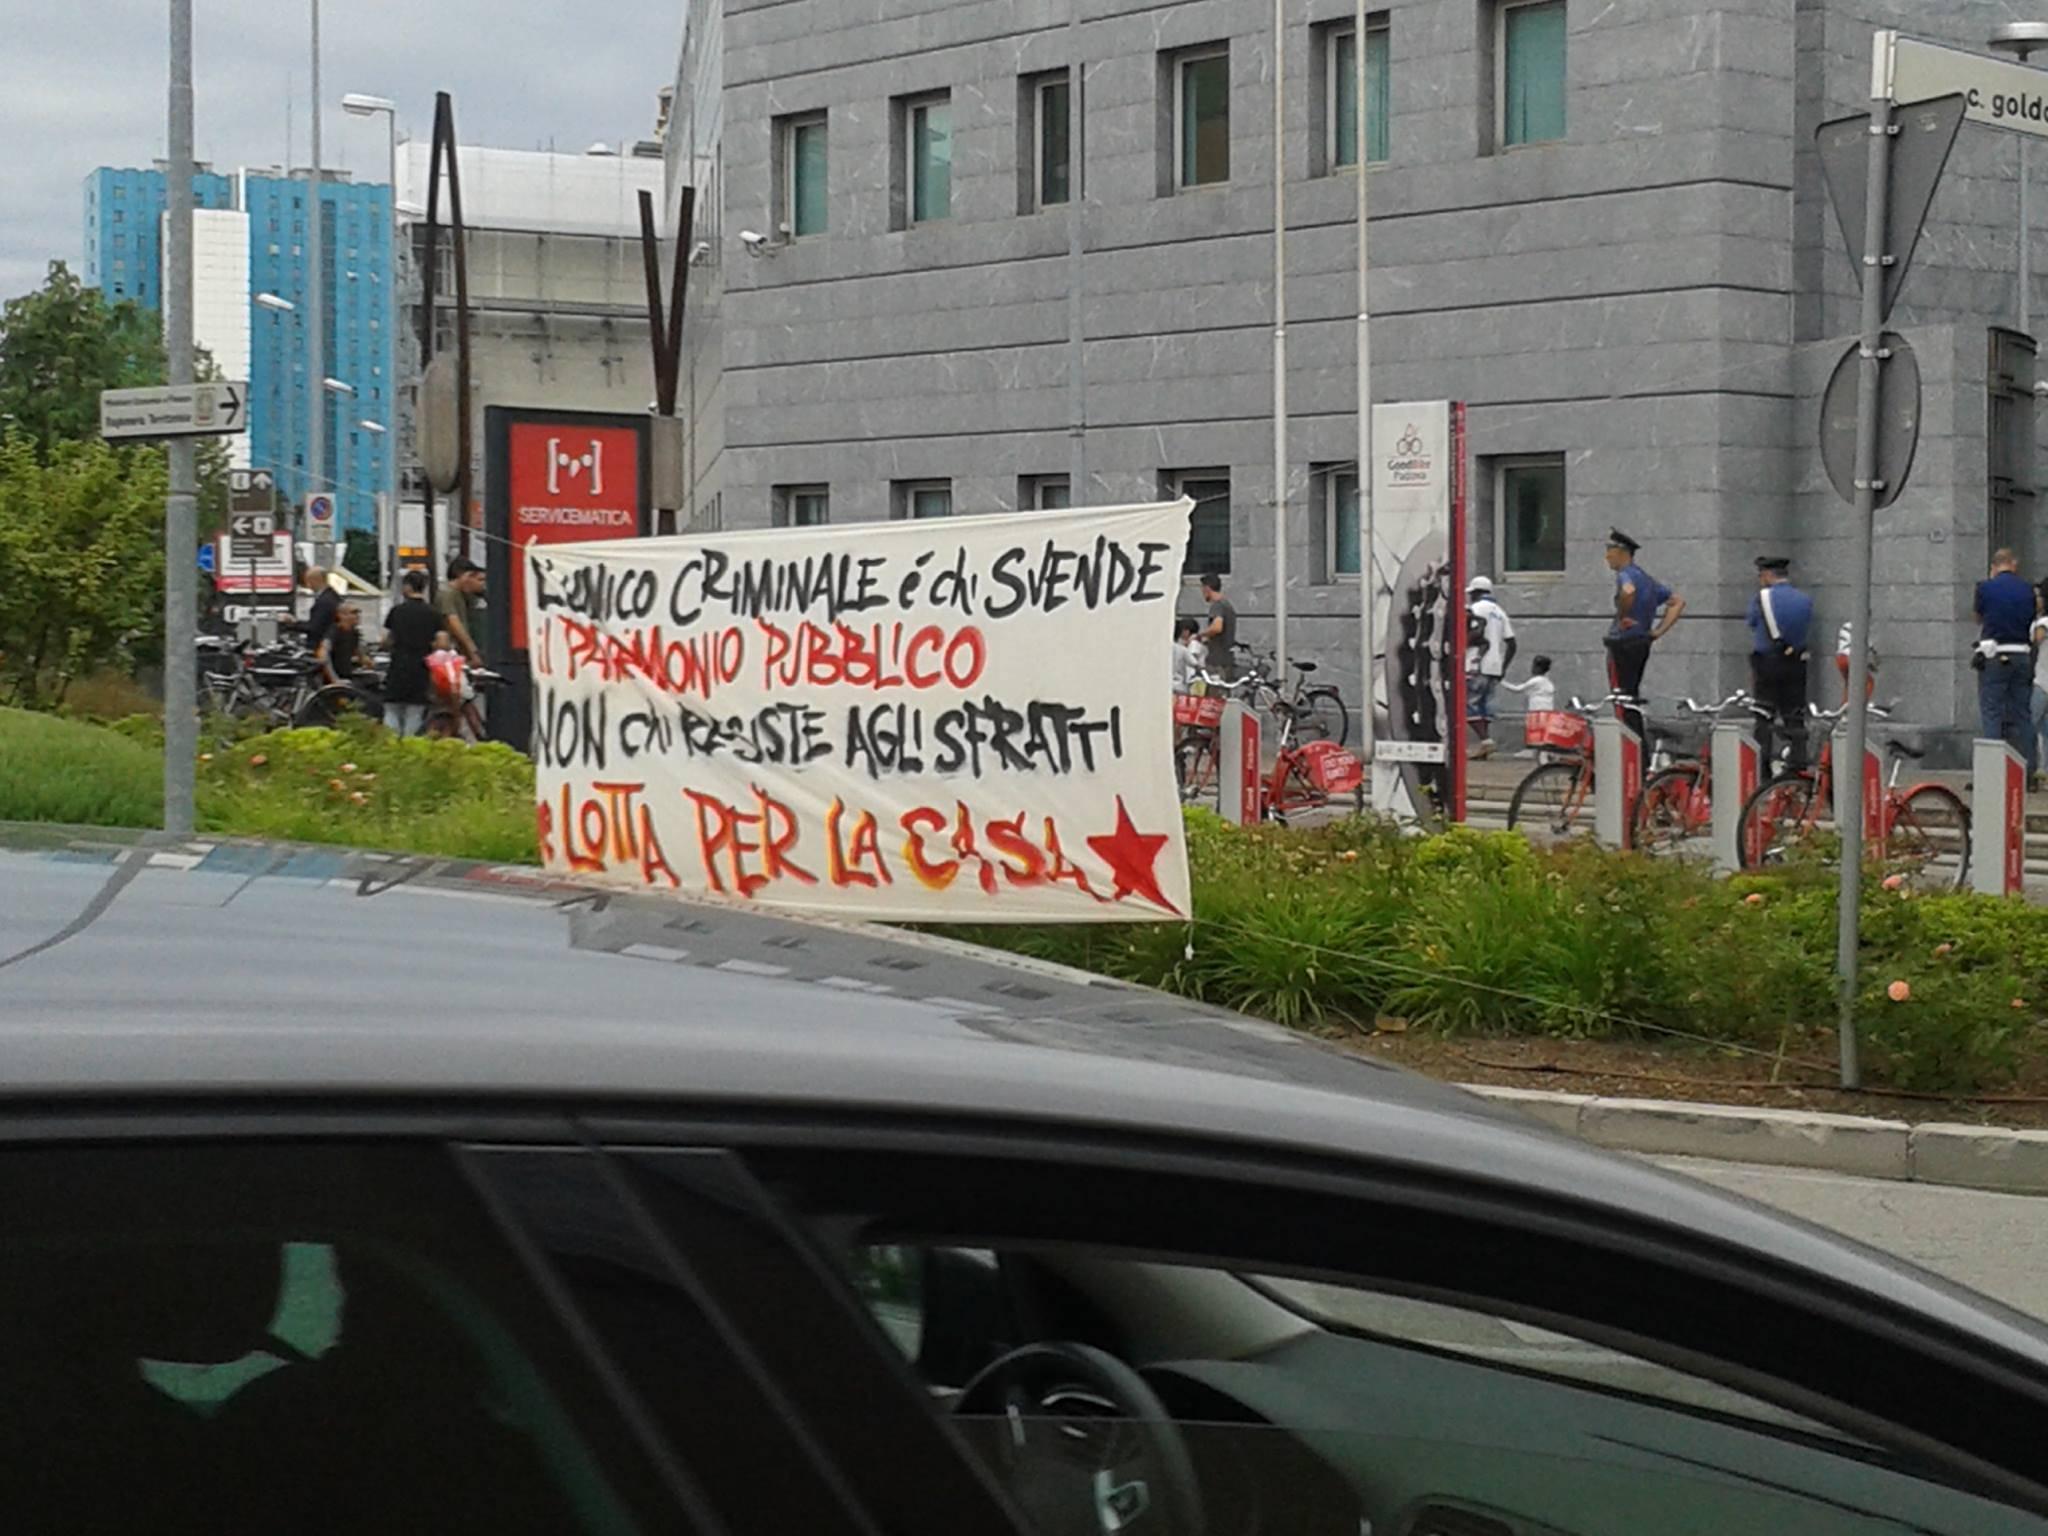 c. goldo
SERVICEMATICA
GoodBike
Padova
L'UNICO CRIMINALE é chi SVENDE
il PARIMONIO PUBBLICO
NON chi RESISTE AGLI SFRATTI
e LOTTA PER LA CASA